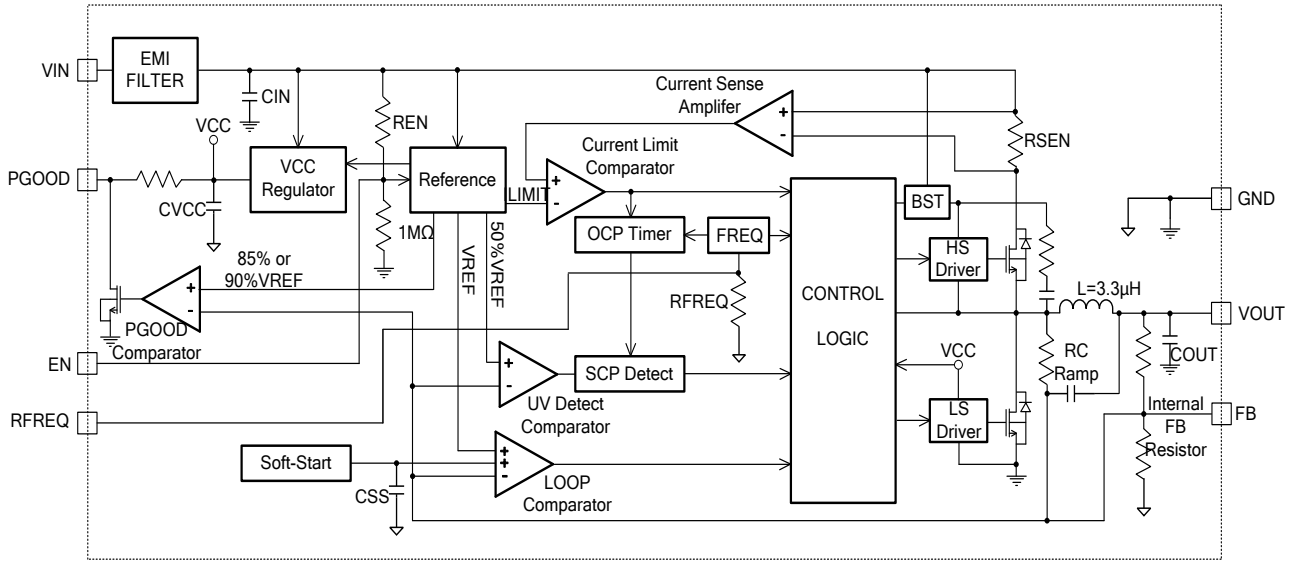 EMI
FILTER
VIN
CIN
VCC
REN
Current Sense
Amplifer
RSEN
Current Limit
Comparator
PGOOD
VCC
Regulator
Reference
ILIMIT
BST
GND
CVCC
1MΩ
OCP Timer
FREQ
85% or
90%VREF
VREF
50%VREF
HS
Driver
RFREQ
CONTROL
LOGIC
L=3.3µH
VOUT
PGOOD
Comparator
EN
COUT
RC
Ramp
VCC
SCP Detect
UV Detect
Comparator
RFREQ
LS
Driver
Internal
FB
Resistor
FB
Soft-Start
CSS
LOOP
Comparator
+
-
+
-
+
-
+
-
+
+
-